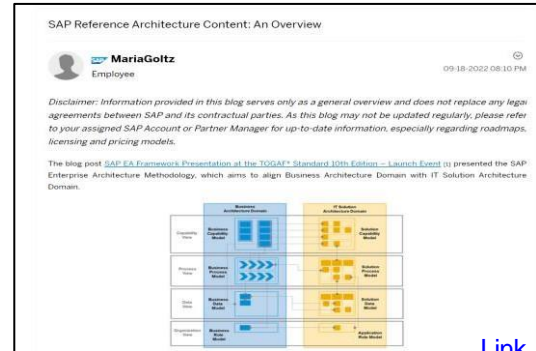 SAP Reference Architecture Content: An Overview
SAP MariaGoltz
Employee
09-18-2022 08:10 PM
Disclaimer: Information provided in this blog serves only as a general overview and does not replace any legal
agreements between SAP and its contractual parties. As this blog may not be updated regularly, please refer
to your assigned SAP Account or Partner Manager for up-to-date information, especially regarding roadmaps,
licensing and pricing models.
The blog post SAP EA Framework Presentation at the TOGAF® Standard 10th Edition – Launch Event [1] presented the SAP
Enterprise Architecture Methodology, which aims to align Business Architecture Domain with IT Solution Architecture
Domain.
Business Architecture Domain
IT Solution Architecture Domain
Capability View
Business Capability Model
Solution Capability Model
Process View
Business Process Model
Solution Process Model
Data View
Business Data Model
Solution Data Model
Organization View
Business Role Model
Application Role Model
Link